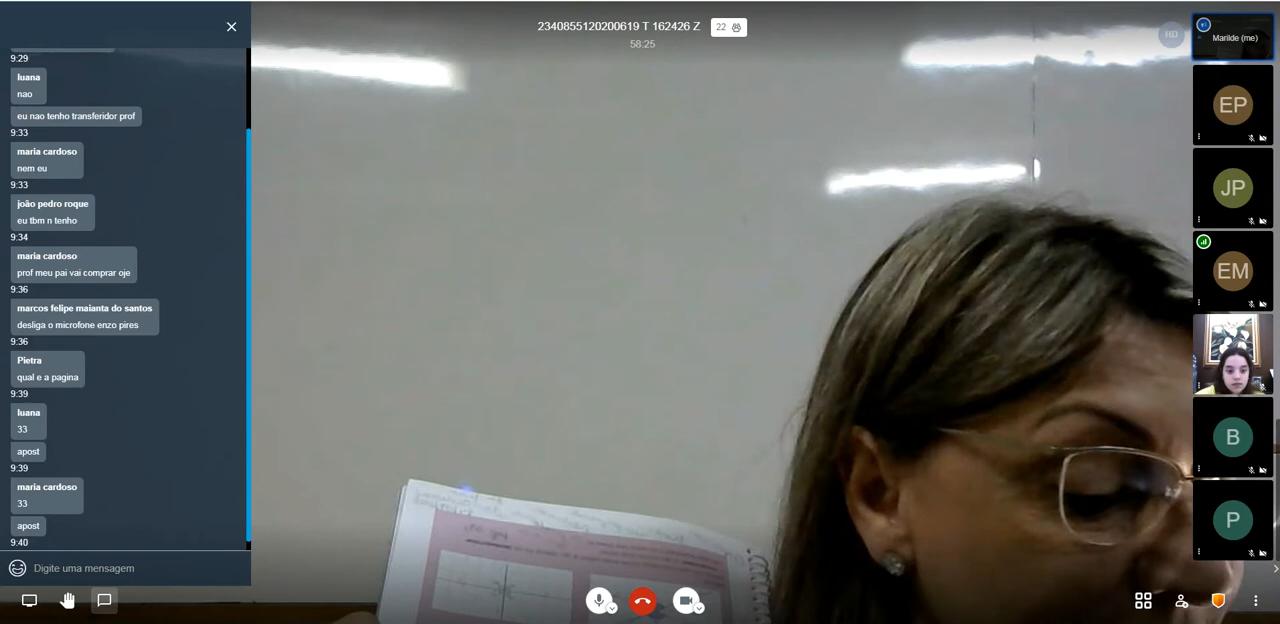 2340855120200619 T 162426 Z
22
58:25
HD
9:29
luana
nao
eu nao tenho transferidor prof
9:33
maria cardoso
nem eu
9:33
joão pedro roque
eu tbm n tenho
9:34
maria cardoso
prof meu pai vai comprar oje
9:36
marcos felipe maianta do santos
desliga o microfone enzo pires
9:36
Pietra
qual e a pagina
9:39
luana
33
apost
9:39
maria cardoso
33
apost
9:40
Digite uma mensagem
Marilde (me)
EP
JP
EM
B
P